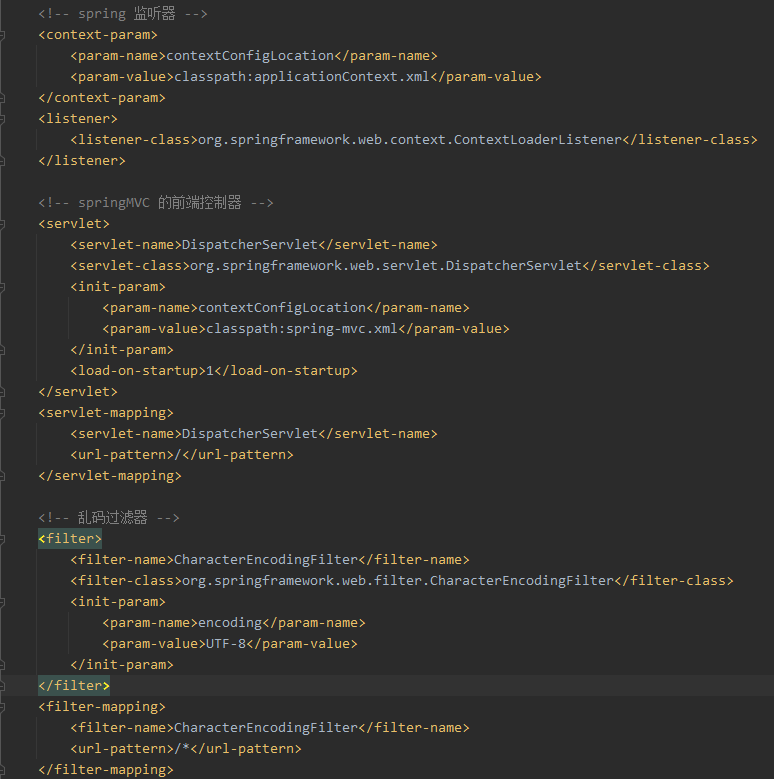 <!-- spring 监听器 -->
<context-param>
    <param-name>contextConfigLocation</param-name>
    <param-value>classpath:applicationContext.xml</param-value>
</context-param>
<listener>
    <listener-class>org.springframework.web.context.ContextLoaderListener</listener-class>
</listener>

<!-- springMVC 的前端控制器 -->
<servlet>
    <servlet-name>DispatcherServlet</servlet-name>
    <servlet-class>org.springframework.web.servlet.DispatcherServlet</servlet-class>
    <init-param>
        <param-name>contextConfigLocation</param-name>
        <param-value>classpath:spring-mvc.xml</param-value>
    </init-param>
    <load-on-startup>1</load-on-startup>
</servlet>
<servlet-mapping>
    <servlet-name>DispatcherServlet</servlet-name>
    <url-pattern>/</url-pattern>
</servlet-mapping>

<!-- 乱码过滤器 -->
<filter>
    <filter-name>CharacterEncodingFilter</filter-name>
    <filter-class>org.springframework.web.filter.CharacterEncodingFilter</filter-class>
    <init-param>
        <param-name>encoding</param-name>
        <param-value>UTF-8</param-value>
    </init-param>
</filter>
<filter-mapping>
    <filter-name>CharacterEncodingFilter</filter-name>
    <url-pattern>/*</url-pattern>
</filter-mapping>